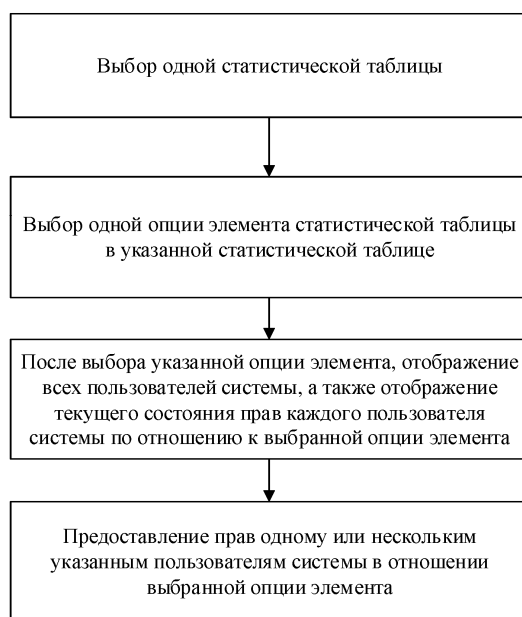 Выбор одной статистической таблицы
Выбор одной опции элемента статистической таблицы
в указанной статистической таблице
После выбора указанной опции элемента, отображение
всех пользователей системы, а также отображение
текущего состояния прав каждого пользователя
системы по отношению к выбранной опции элемента
Предоставление прав одному или нескольким
указанным пользователям системы в отношении
выбранной опции элемента